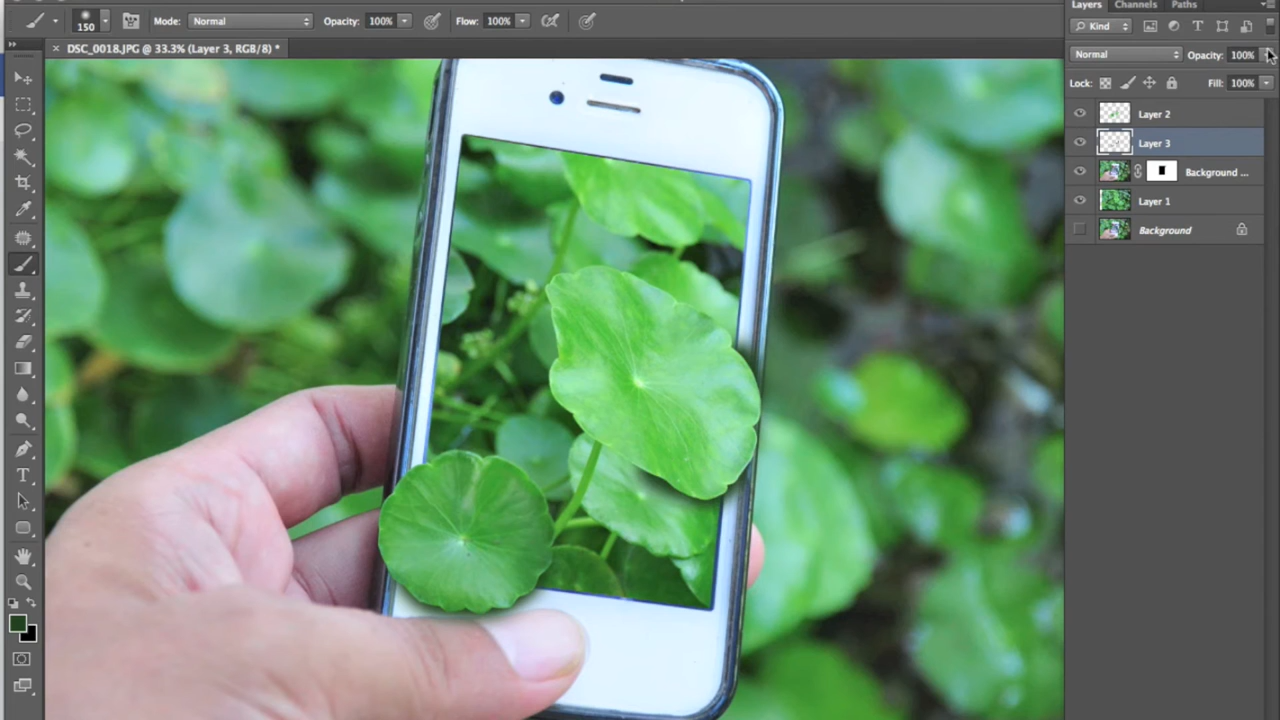 150
Mode: Normal
Opacity: 100%
Flow: 100%
× DSC_0018.JPG @ 33.3% (Layer 3, RGB/8) *
Layers Channels Paths
Kind
Normal Opacity: 100%
Lock: Fill: 100%
Layer 2
Layer 3
Background ...
Layer 1
Background